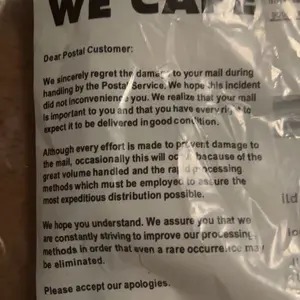 WE CARE
Dear Postal Customer:
We sincerely regret the damage to your mail during
handling by the Postal Service. We hope this incident
did not inconvenience you. We realize that your mail
is important to you and that you have every right to
expect it to be delivered in good condition.
Although every effort is made to prevent damage to
the mail, occasionally this will occur because of the
great volume handled and the rapid processing
methods which must be employed to assure the
most expeditious distribution possible.
We hope you understand. We assure you that we
are constantly striving to improve our processing
methods in order that even a rare occurrence may
be eliminated.
Please accept our apologies.
ltd